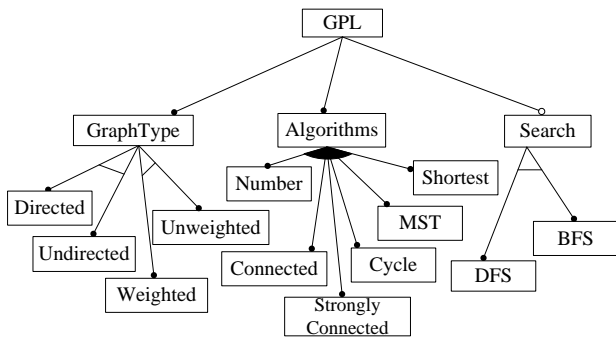 GPL
GraphType
Algorithms
Search
Number
Shortest
Directed
Unweighted
MST
Undirected
BFS
Connected
Cycle
DFS
Weighted
Strongly
Connected